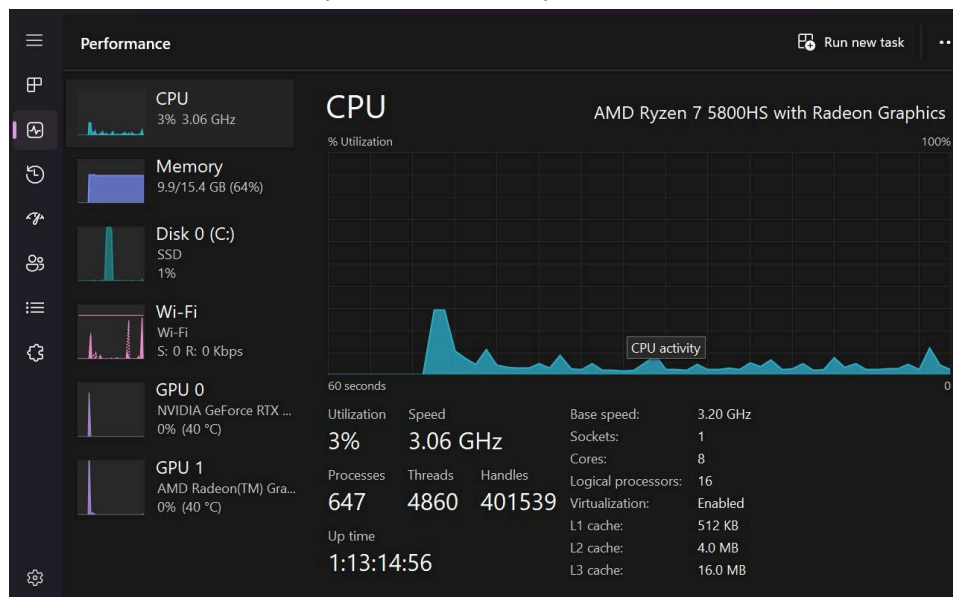 Performance
Run new task
CPU
3% 3.06 GHz
Memory
9.9/15.4 GB (64%)
Disk 0 (C:)
SSD
1%
Wi-Fi
Wi-Fi
S: 0 R: 0 Kbps
GPU 0
NVIDIA GeForce RTX ...
0% (40 °C)
GPU 1
AMD Radeon(TM) Gra...
0% (40 °C)
CPU
AMD Ryzen 7 5800HS with Radeon Graphics
% Utilization
100%
CPU activity
60 seconds
0
Utilization
Speed
3%
3.06 GHz
Processes
Threads
Handles
647
4860
401539
Up time
1:13:14:56
Base speed: 3.20 GHz
Sockets: 1
Cores: 8
Logical processors: 16
Virtualization: Enabled
L1 cache: 512 KB
L2 cache: 4.0 MB
L3 cache: 16.0 MB